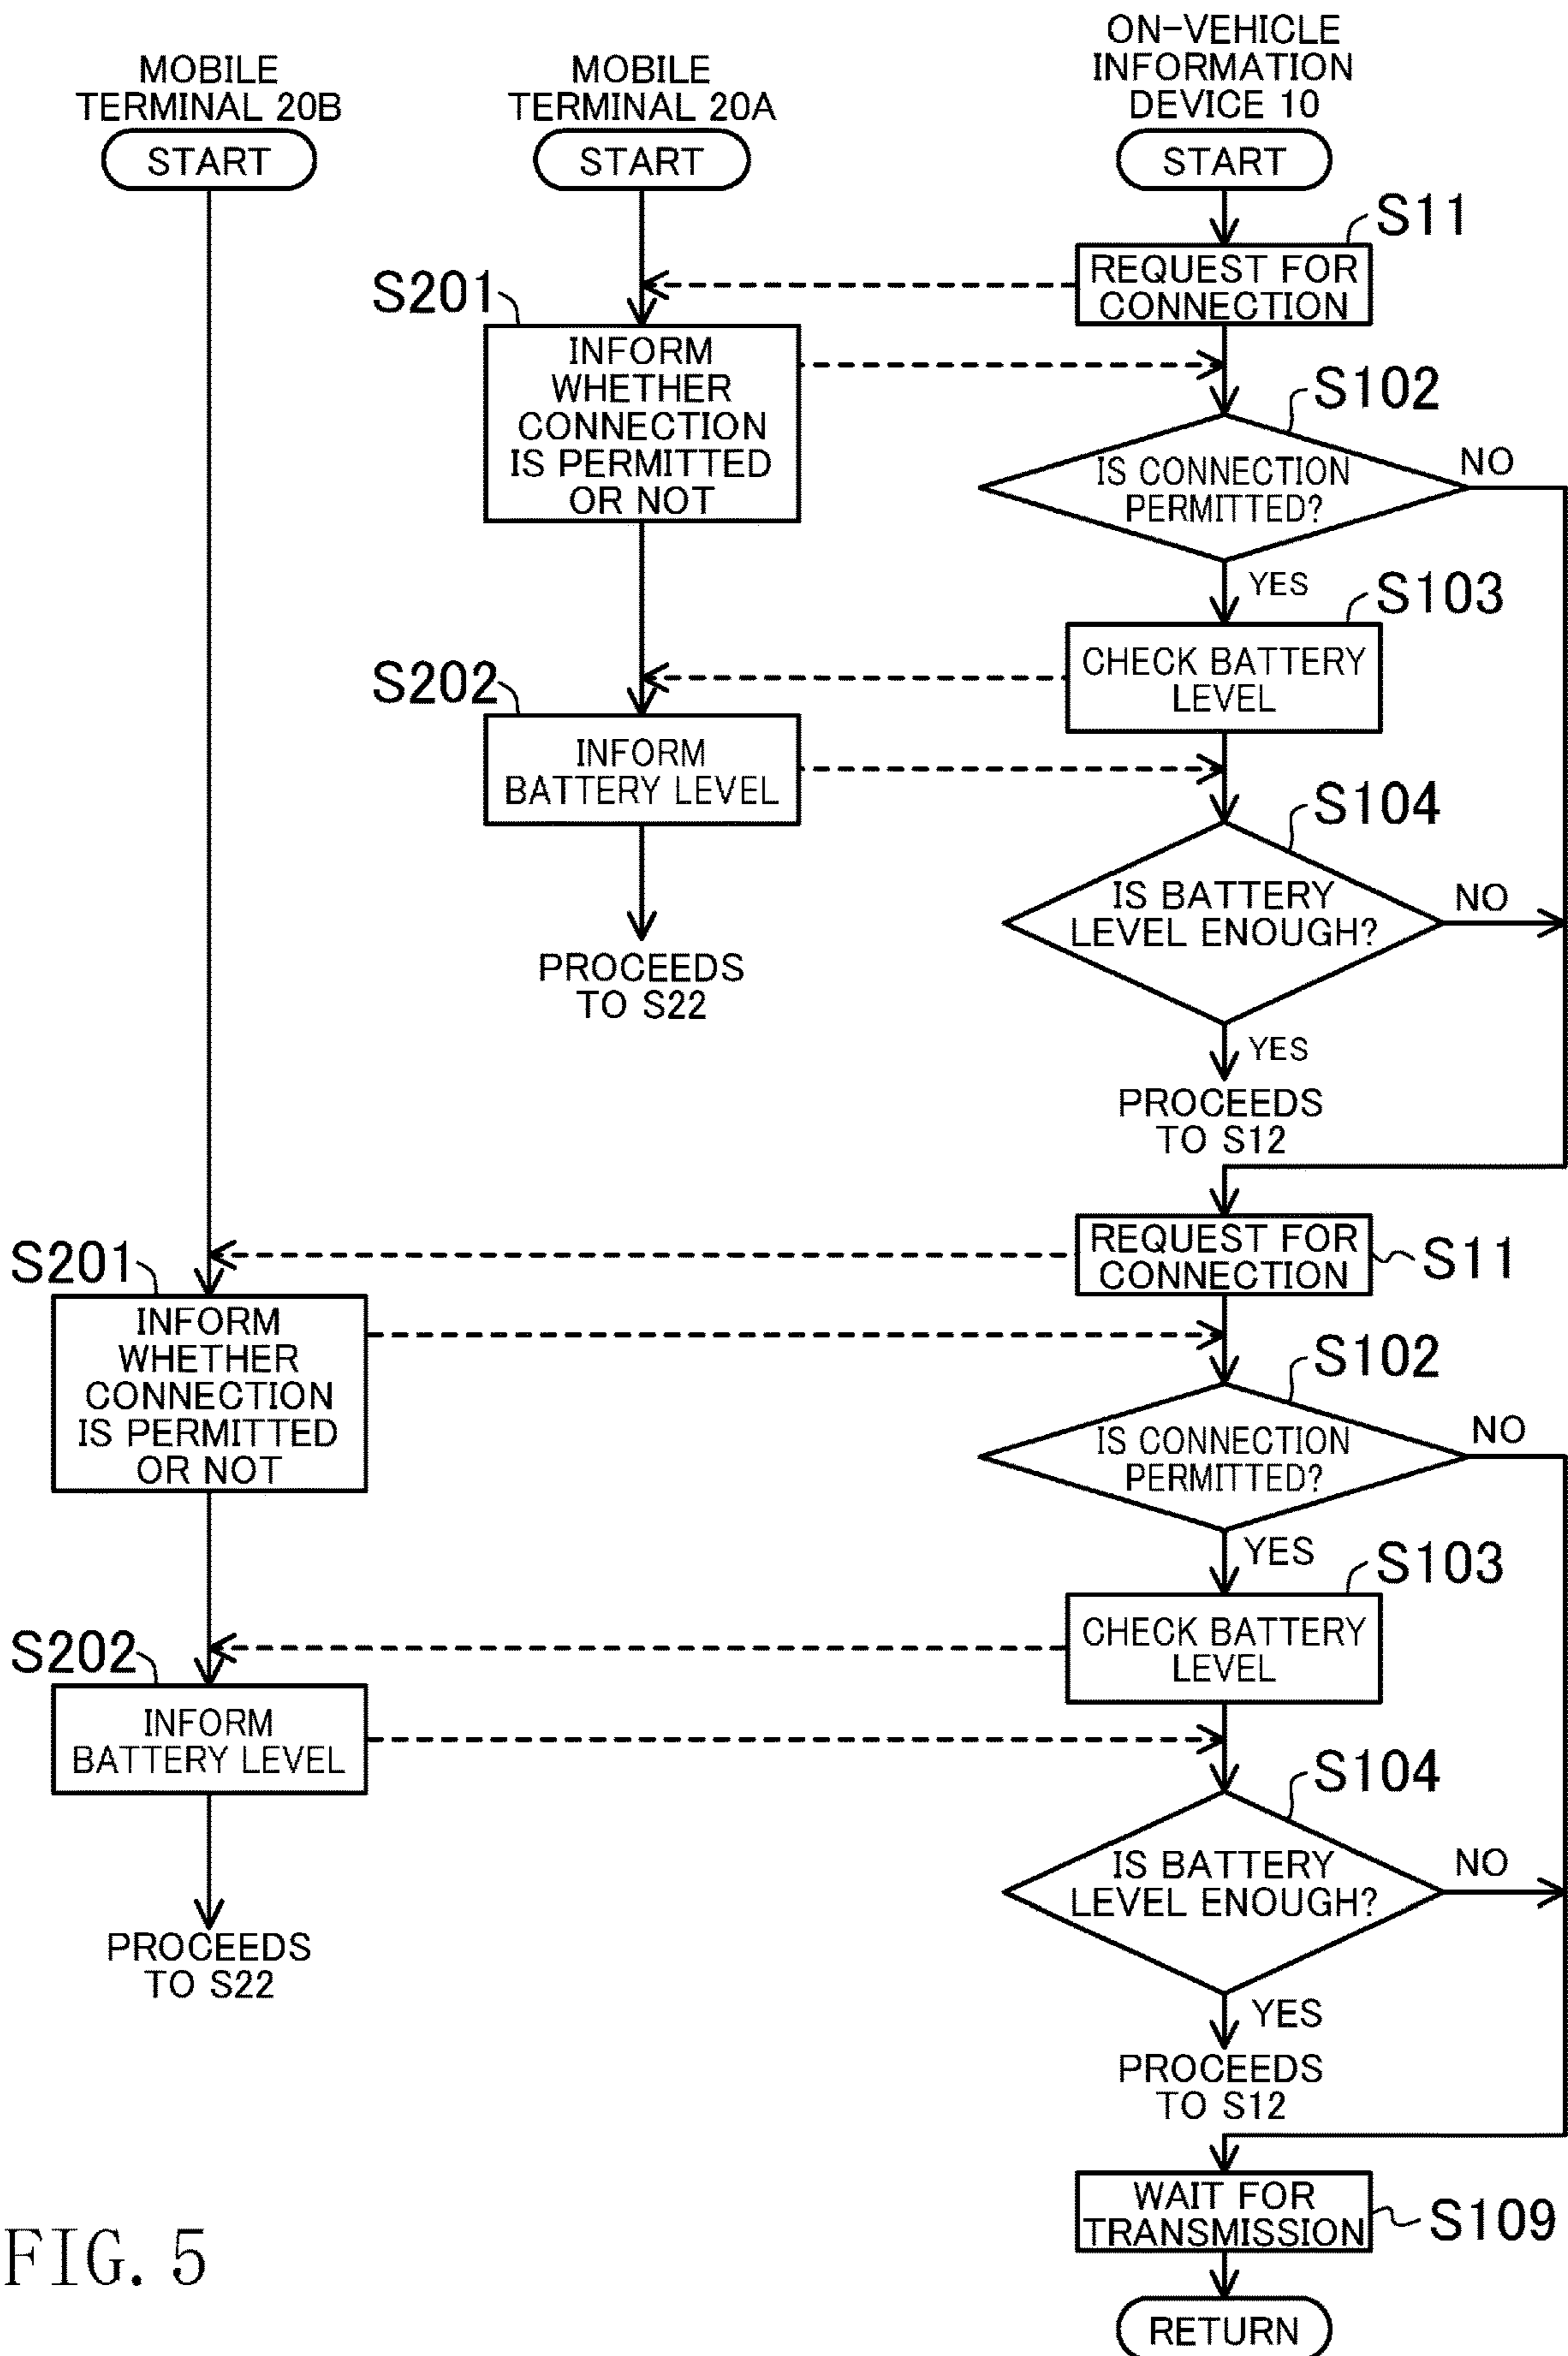 MOBILE
TERMINAL 20B
START
MOBILE
TERMINAL 20A
START
ON-VEHICLE
INFORMATION
DEVICE 10
START
S11
REQUEST FOR
CONNECTION
S201
INFORM
WHETHER
CONNECTION
IS PERMITTED
OR NOT
S102
IS CONNECTION
PERMITTED?
NO
YES
S103
CHECK BATTERY
LEVEL
S202
INFORM
BATTERY LEVEL
S104
IS BATTERY
LEVEL ENOUGH?
NO
PROCEEDS
TO S22
YES
PROCEEDS
TO S12
REQUEST FOR
CONNECTION
S11
S201
INFORM
WHETHER
CONNECTION
IS PERMITTED
OR NOT
S102
IS CONNECTION
PERMITTED?
NO
YES
S103
CHECK BATTERY
LEVEL
S202
INFORM
BATTERY LEVEL
S104
IS BATTERY
LEVEL ENOUGH?
NO
PROCEEDS
TO S22
YES
PROCEEDS
TO S12
WAIT FOR
TRANSMISSION
S109
RETURN
FIG. 5